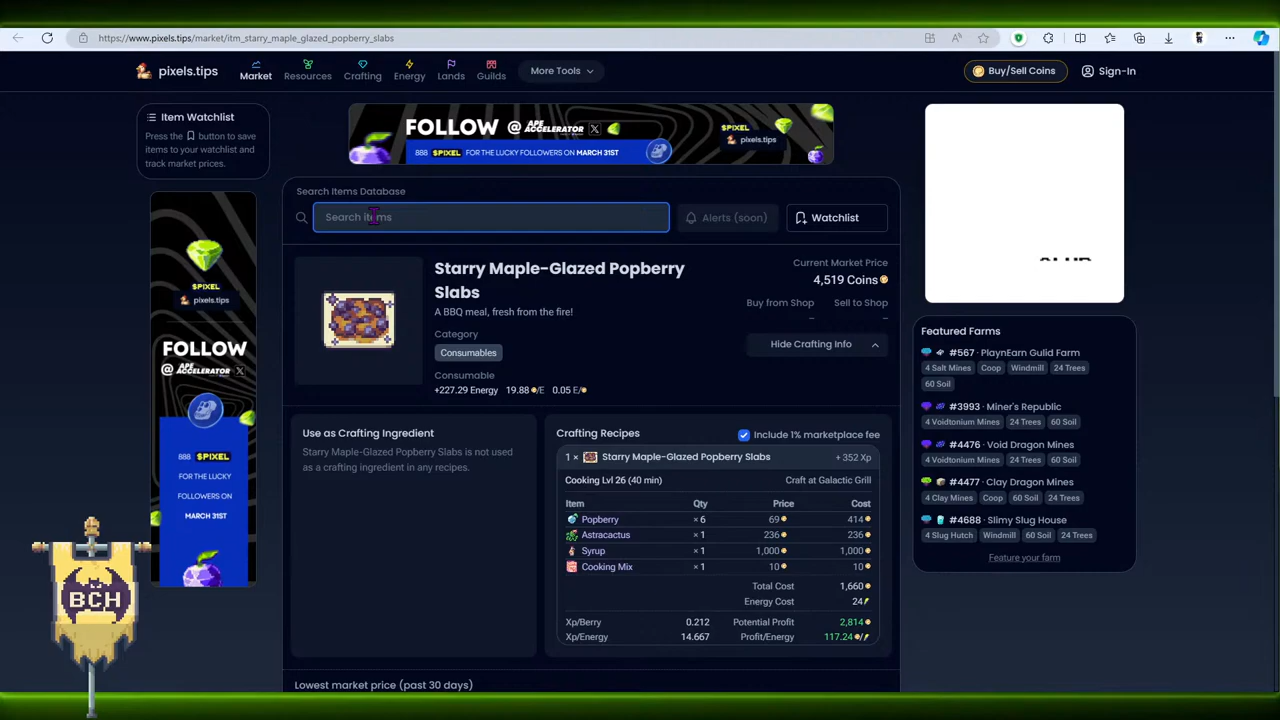 https://www.pixels.tips/market/itm_starry_maple_glazed_popberry_slabs
pixels.tips
Market
Resources
Crafting
Energy
Lands
Guilds
More Tools
Buy/Sell Coins
Sign-In
Item Watchlist
Press the button to save
items to your watchlist and
track market prices.
FOLLOW @ APE ACCELERATOR X
888 $PIXEL FOR THE LUCKY FOLLOWERS ON MARCH 31ST
$PIXEL
pixels.tips
$PIXEL
pixels.tips
FOLLOW
@ APE ACCELERATOR X
888 $PIXEL
FOR THE LUCKY
FOLLOWERS ON
MARCH 31ST
BCH
Search Items Database
Search items
Alerts (soon)
Watchlist
Starry Maple-Glazed Popberry
Slabs
A BBQ meal, fresh from the fire!
Category
Consumables
Consumable
+227.29 Energy 19.88 /E 0.05 E/
Current Market Price
4,519 Coins
Buy from Shop Sell to Shop
– –
Hide Crafting Info
Use as Crafting Ingredient
Starry Maple-Glazed Popberry Slabs is not used
as a crafting ingredient in any recipes.
Crafting Recipes
Include 1% marketplace fee
1 × Starry Maple-Glazed Popberry Slabs + 352 Xp
Cooking Lvl 26 (40 min) Craft at Galactic Grill
Item Qty Price Cost
Popberry × 6 69 414
Astracactus × 1 236 236
Syrup × 1 1,000 1,000
Cooking Mix × 1 10 10
Total Cost 1,660
Energy Cost 24
Xp/Berry 0.212 Potential Profit 2,814
Xp/Energy 14.667 Profit/Energy 117.24 /
Lowest market price (past 30 days)
Featured Farms
#567 · PlaynEarn Guild Farm
4 Salt Mines Coop Windmill 24 Trees
60 Soil
#3993 · Miner's Republic
4 Voidtonium Mines 24 Trees 60 Soil
#4476 · Void Dragon Mines
4 Voidtonium Mines 24 Trees 60 Soil
#4477 · Clay Dragon Mines
4 Clay Mines Coop 60 Soil 24 Trees
#4688 · Slimy Slug House
4 Slug Hutch Windmill 60 Soil 24 Trees
Feature your farm